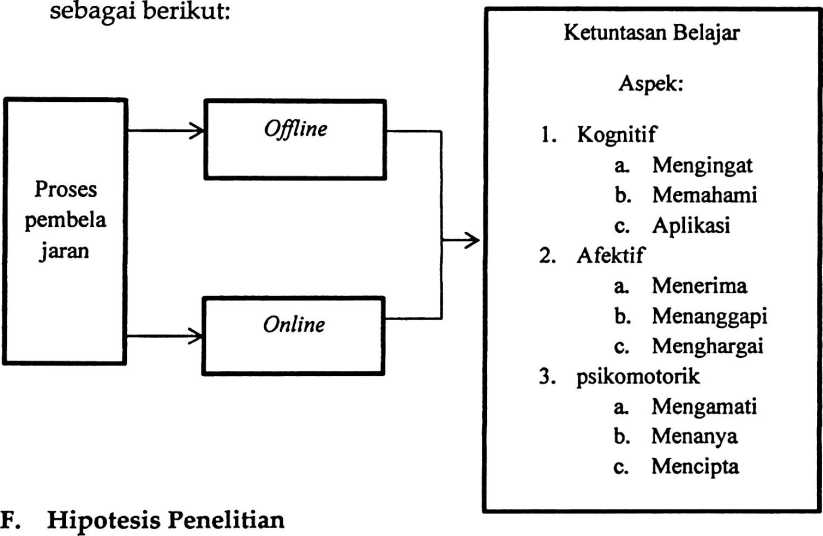 sebagai berikut:
Proses
pembela
jaran
Offline
Online
Ketuntasan Belajar
Aspek:
1. Kognitif
a. Mengingat
b. Memahami
c. Aplikasi
2. Afektif
a. Menerima
b. Menanggapi
c. Menghargai
3. psikomotorik
a. Mengamati
b. Menanya
c. Mencipta
F. Hipotesis Penelitian